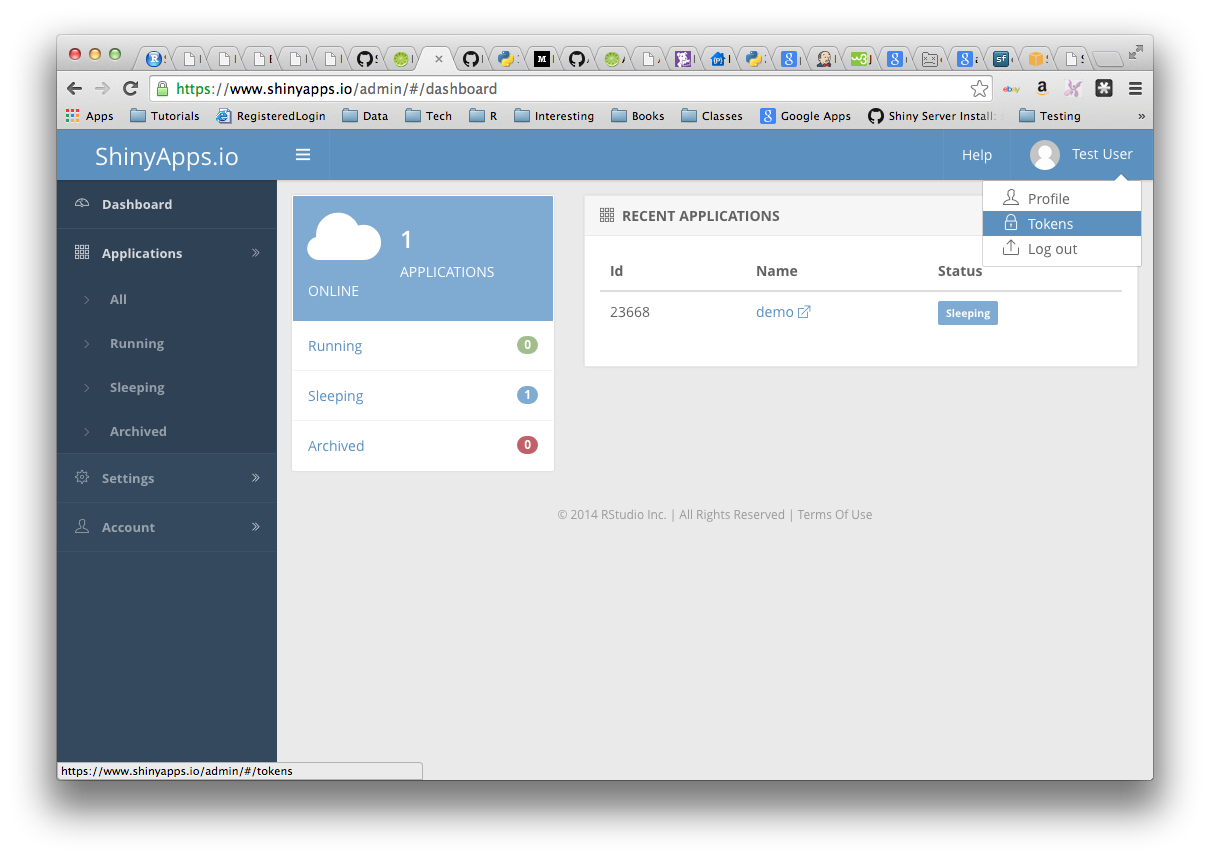 https://www.shinyapps.io/admin/#/dashboard
Apps Tutorials RegisteredLogin Data Tech R Interesting Books Classes Google Apps Shiny Server Install: Testing »
ShinyApps.io Help Test User
Profile
Tokens
Log out
Dashboard
Applications
All
Running
Sleeping
Archived
Settings
Account
1
APPLICATIONS
ONLINE
Running 0
Sleeping 1
Archived 0
RECENT APPLICATIONS
Id Name Status
23668 demo Sleeping
© 2014 RStudio Inc. | All Rights Reserved | Terms Of Use
https://www.shinyapps.io/admin/#/tokens